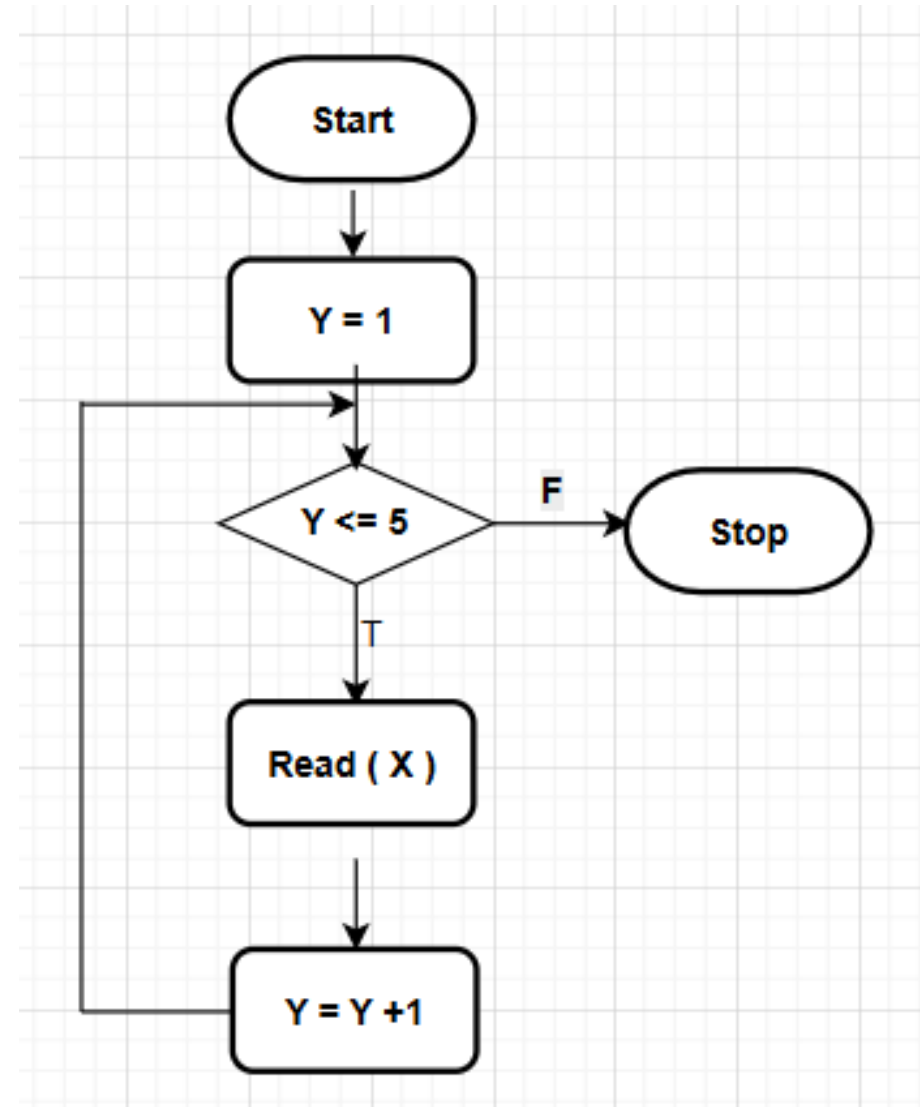 Start
Y = 1
Y <= 5
F
Stop
T
Read ( X )
Y = Y +1